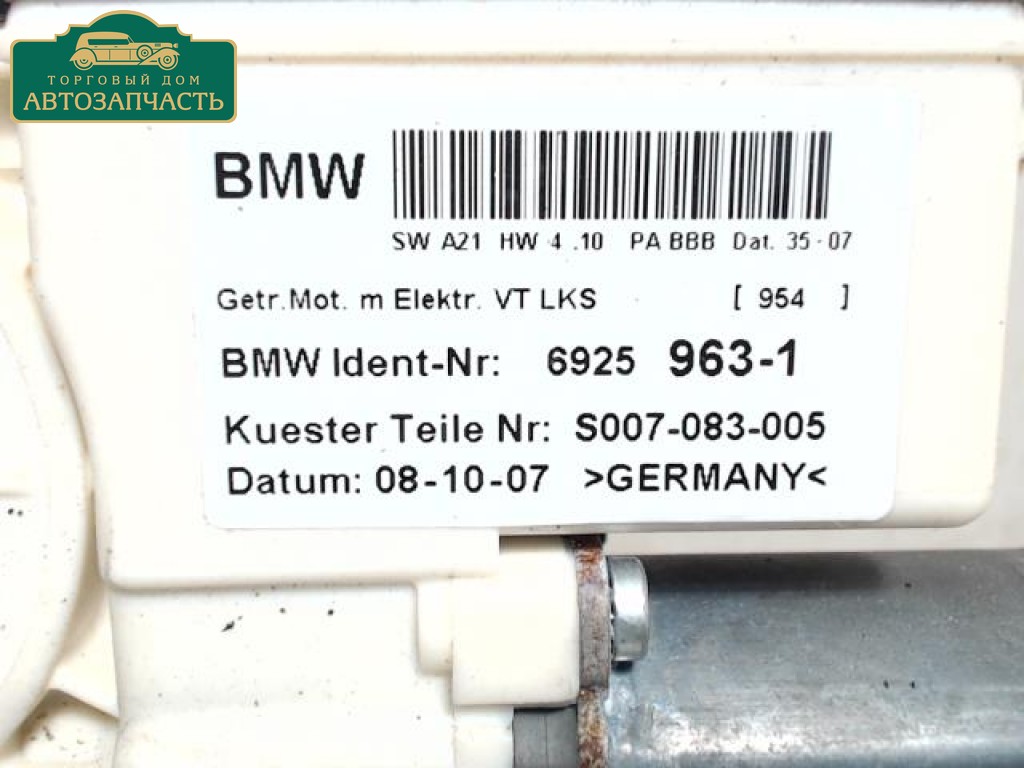 ТОРГОВЫЙ ДОМ
АВТОЗАПЧАСТЬ
BMW
SW A21 HW 4 .10 PA BBB Dat. 35-07
Getr.Mot. m Elektr. VT LKS [ 954 ]
BMW Ident-Nr: 6925 963-1
Kuester Teile Nr: S007-083-005
Datum: 08-10-07 >GERMANY<